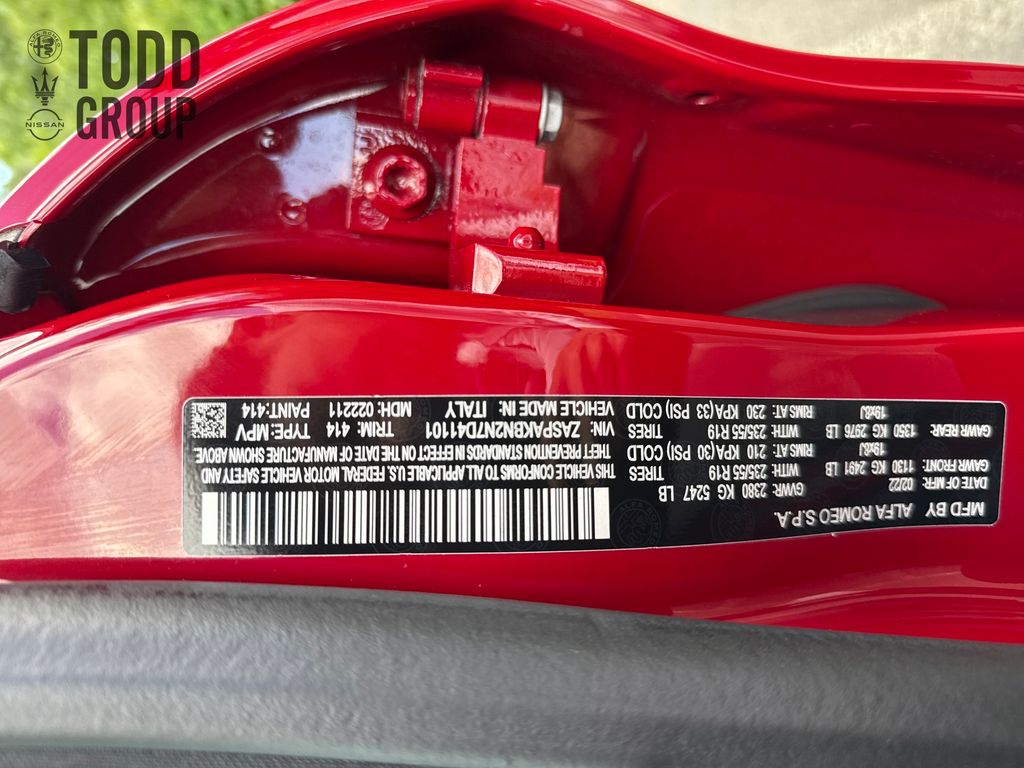 ALFA ROMEO
NISSAN
TODD
GROUP
MFD BY ALFA ROMEO S.P.A.
DATE OF MFR: 02/22 GVWR: 2380 KG 5247 LB
GAWR FRONT: 1130 KG 2491 LB WITH: 235/55 R19 TIRES
19x8J RIMS AT: 210 KPA(30 PSI) COLD
GAWR REAR: 1350 KG 2976 LB WITH: 235/55 R19 TIRES
19x8J RIMS AT: 230 KPA(33 PSI) COLD
THIS VEHICLE CONFORMS TO ALL APPLICABLE U.S. FEDERAL MOTOR VEHICLE SAFETY AND
THEFT PREVENTION STANDARDS IN EFFECT ON THE DATE OF MANUFACTURE SHOWN ABOVE.
VIN: ZASPAKBN2N7D41101 TRIM: 414 TYPE: MPV
VEHICLE MADE IN: ITALY MDH: 022211 PAINT:414